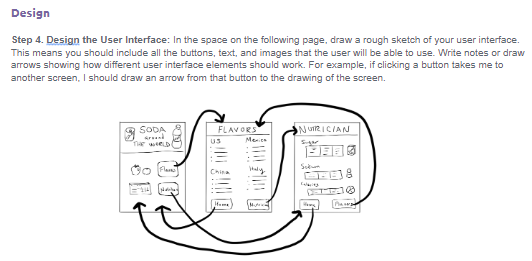 Design
Step 4. Design the User Interface: In the space on the following page, draw a rough sketch of your user interface.
This means you should include all the buttons, text, and images that the user will be able to use. Write notes or draw
arrows showing how different user interface elements should work. For example, if clicking a button takes me to
another screen, I should draw an arrow from that button to the drawing of the screen.
SODA
around
THE WORLD
Flavors
FLAVORS
US
Mexico
China
Italy
Home
NUTRICIAN
Sugar
Sodium
Calories
Home
Flavors